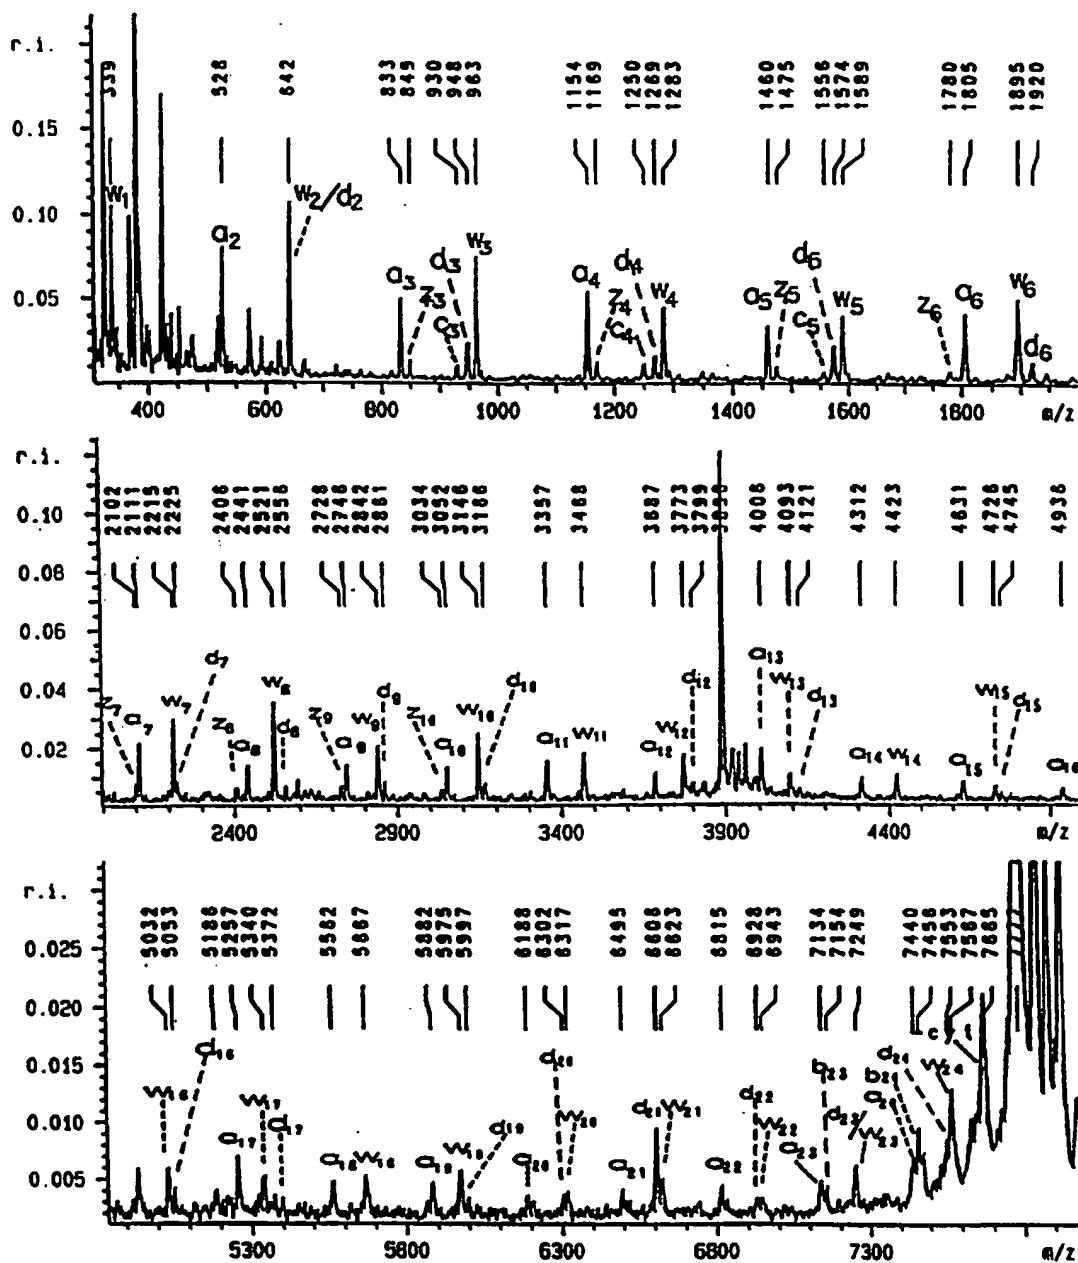 r.i.
339 528 642 833 849 930 948 963 1154 1169 1250 1269 1283 1460 1475 1556 1574 1589 1780 1805 1895 1920
0.15
0.10
0.05
w1 a2 w2/d2 a3 z3 c3 d3 w3 a4 z4 c4 d4 w4 a5 z5 c5 d5 w5 z6 a6 w6 d6
400 600 800 1000 1200 1400 1600 1800 m/z
r.i.
2102 2111 2215 2225 2406 2441 2521 2556 2728 2746 2842 2861 3034 3052 3146 3166 3357 3468 3687 3773 3799 4006 4093 4121 4312 4423 4631 4726 4745 4936
0.10
0.08
0.06
0.04
0.02
z7 a7 w7 d7 z8 a8 w8 d8 z9 a9 w9 d9 z10 a10 w10 d10 a11 w11 a12 w12 d12 a13 w13 d13 a14 w14 a15 w15 d15
2400 2900 3400 3900 4400 m/z
r.i.
5032 5053 5186 5257 5340 5372 5562 5667 5882 5975 5997 6188 6302 6317 6495 6606 6623 6815 6928 6943 7134 7154 7249 7440 7456 7553 7567 7665
0.025
0.020
0.015
0.010
0.005
w16 d16 a17 w17 d17 a18 w18 a19 w19 d19 a20 d20 w20 a21 d21 w21 a22 d22 w22 a23 b23 d23 w23 a24 b24 d24 w24 - c y t
5300 5800 6300 6800 7300 m/z